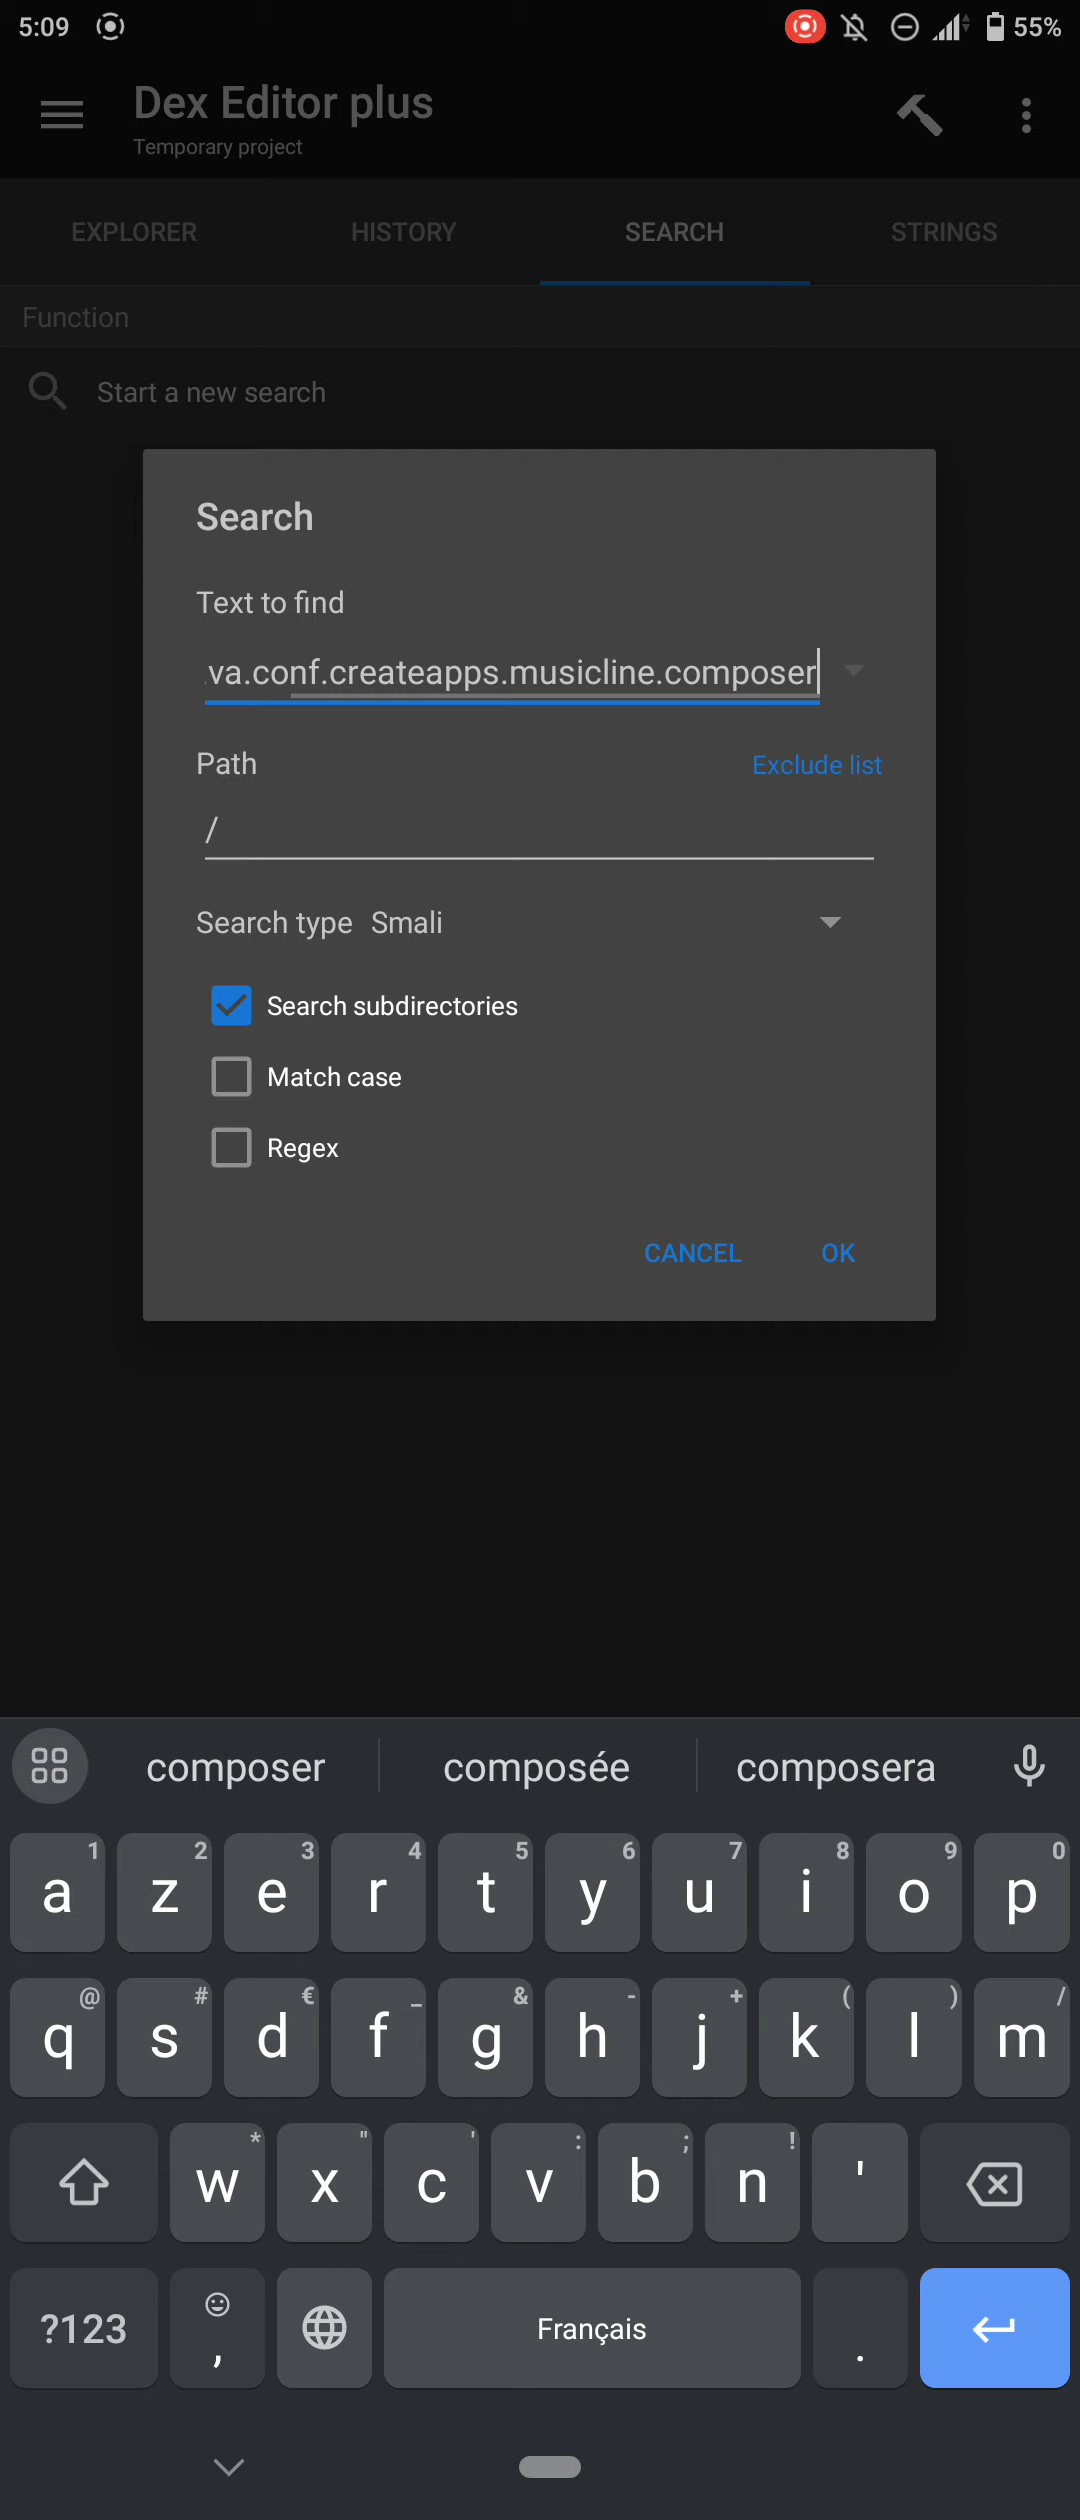 5:09 55%
Dex Editor plus
Temporary project
EXPLORER HISTORY SEARCH STRINGS
Function
Start a new search
Search
Text to find
.va.conf.createapps.musicline.composer
Path Exclude list
/
Search type Smali
Search subdirectories
Match case
Regex
CANCEL OK
composer composée composera
1 2 3 4 5 6 7 8 9 0
a z e r t y u i o p
@ # € _ & - + ( ) /
q s d f g h j k l m
* " ' : ; !
w x c v b n '
?123 , Français .